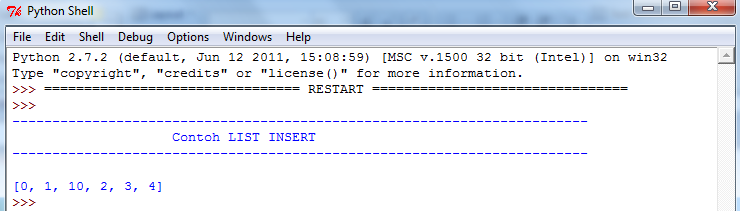 Python Shell
File Edit Shell Debug Options Windows Help
Python 2.7.2 (default, Jun 12 2011, 15:08:59) [MSC v.1500 32 bit (Intel)] on win32
Type "copyright", "credits" or "license()" for more information.
>>> ================================ RESTART ================================
>>>
------------------------------------------------------------------------
Contoh LIST INSERT
------------------------------------------------------------------------
[0, 1, 10, 2, 3, 4]
>>>